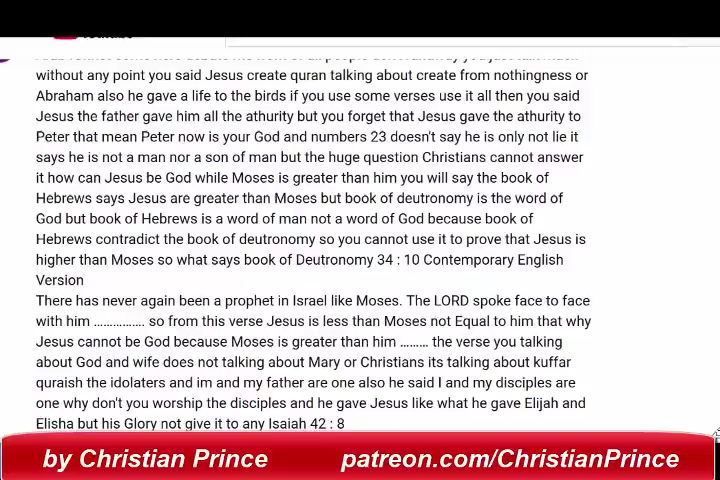 without any point you said Jesus create quran talking about create from nothingness or
Abraham also he gave a life to the birds if you use some verses use it all then you said
Jesus the father gave him all the athurity but you forget that Jesus gave the athurity to
Peter that mean Peter now is your God and numbers 23 doesn't say he is only not lie it
says he is not a man nor a son of man but the huge question Christians cannot answer
it how can Jesus be God while Moses is greater than him you will say the book of
Hebrews says Jesus are greater than Moses but book of deutronomy is the word of
God but book of Hebrews is a word of man not a word of God because book of
Hebrews contradict the book of deutronomy so you cannot use it to prove that Jesus is
higher than Moses so what says book of Deutronomy 34 : 10 Contemporary English
Version
There has never again been a prophet in Israel like Moses. The LORD spoke face to face
with him ................ so from this verse Jesus is less than Moses not Equal to him that why
Jesus cannot be God because Moses is greater than him ......... the verse you talking
about God and wife does not talking about Mary or Christians its talking about kuffar
quraish the idolaters and im and my father are one also he said I and my disciples are
one why don't you worship the disciples and he gave Jesus like what he gave Elijah and
Elisha but his Glory not give it to any Isaiah 42 : 8
by Christian Prince patreon.com/ChristianPrince